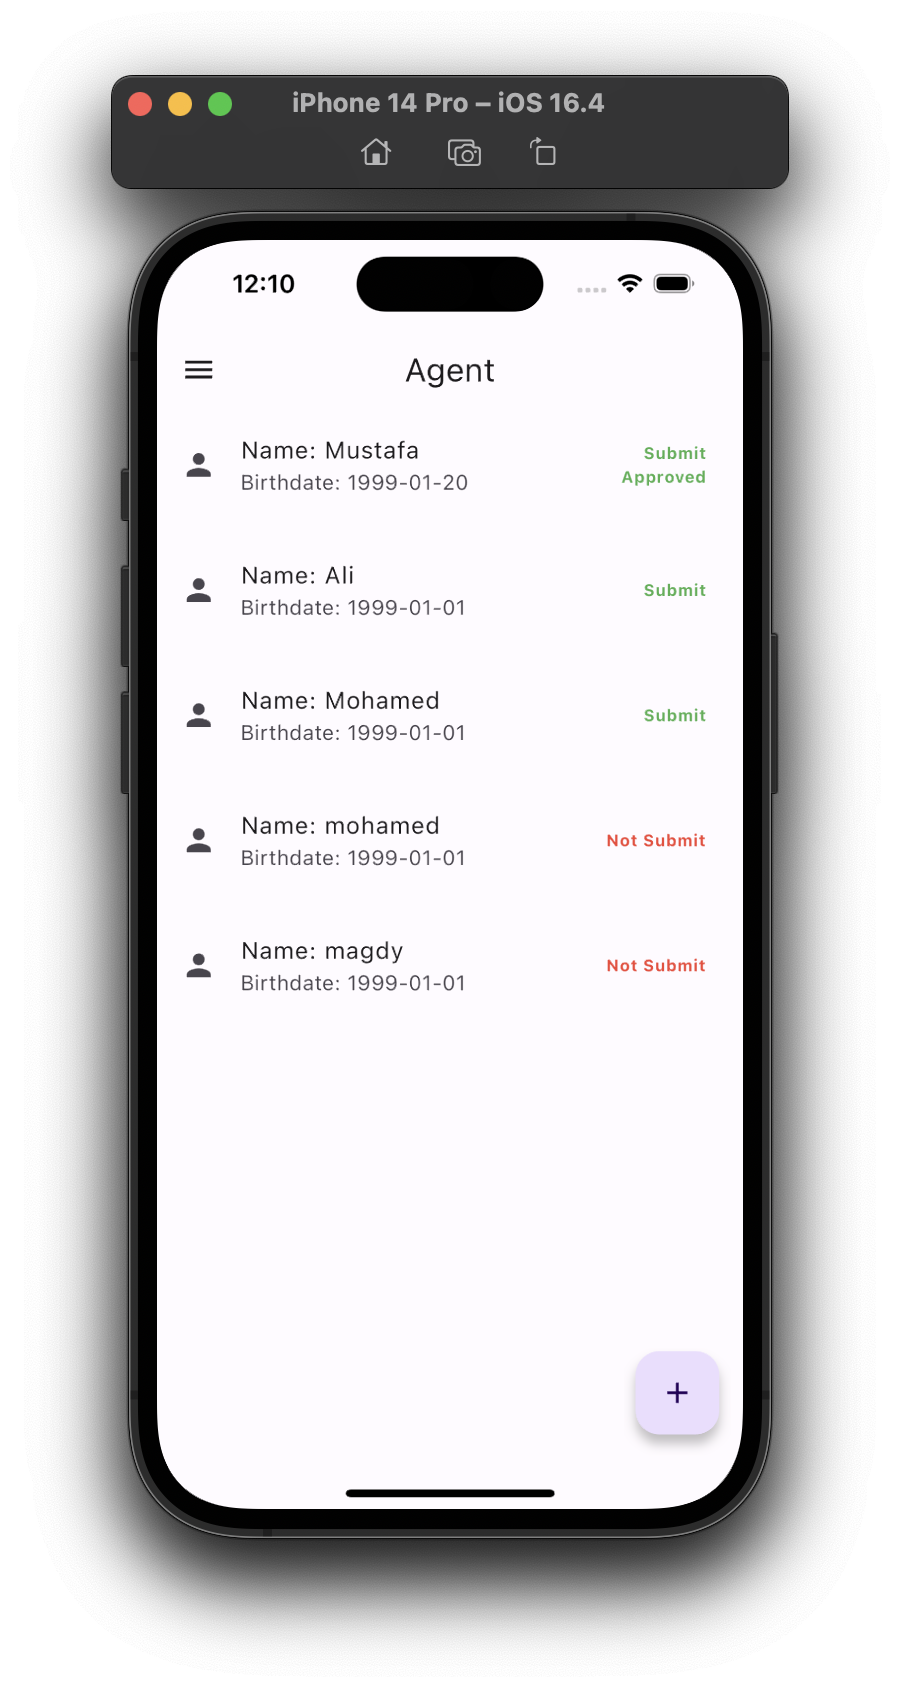 iPhone 14 Pro – iOS 16.4
12:10
Agent
Name: Mustafa
Birthdate: 1999-01-20
Submit
Approved
Name: Ali
Birthdate: 1999-01-01
Submit
Name: Mohamed
Birthdate: 1999-01-01
Submit
Name: mohamed
Birthdate: 1999-01-01
Not Submit
Name: magdy
Birthdate: 1999-01-01
Not Submit